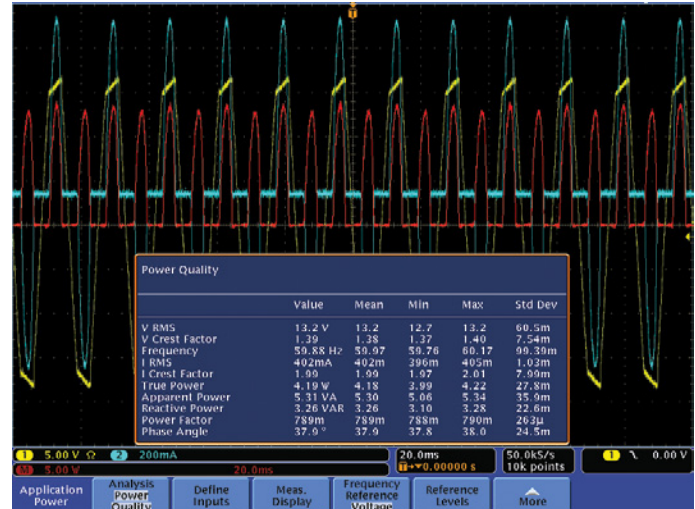 T
Power Quality
Value Mean Min Max Std Dev
V RMS 13.2 V 13.2 12.7 13.2 60.5m
V Crest Factor 1.39 1.38 1.37 1.40 7.54m
Frequency 59.88 Hz 59.97 59.76 60.17 99.39m
I RMS 402mA 402m 396m 405m 1.03m
I Crest Factor 1.99 1.99 1.97 2.01 7.99m
True Power 4.19 W 4.18 3.99 4.22 27.8m
Apparent Power 5.31 VA 5.30 5.06 5.34 35.9m
Reactive Power 3.26 VAR 3.26 3.10 3.28 22.6m
Power Factor 789m 789m 788m 790m 263µ
Phase Angle 37.9 ° 37.9 37.8 38.0 24.5m
1 5.00 V Ω 2 200mA 20.0ms 50.0kS/s 1 0.00 V
M 5.00 W 20.0ms T→▼0.00000 s 10k points
Application Power
Analysis Power Quality
Define Inputs
Meas. Display
Frequency Reference Voltage
Reference Levels
More